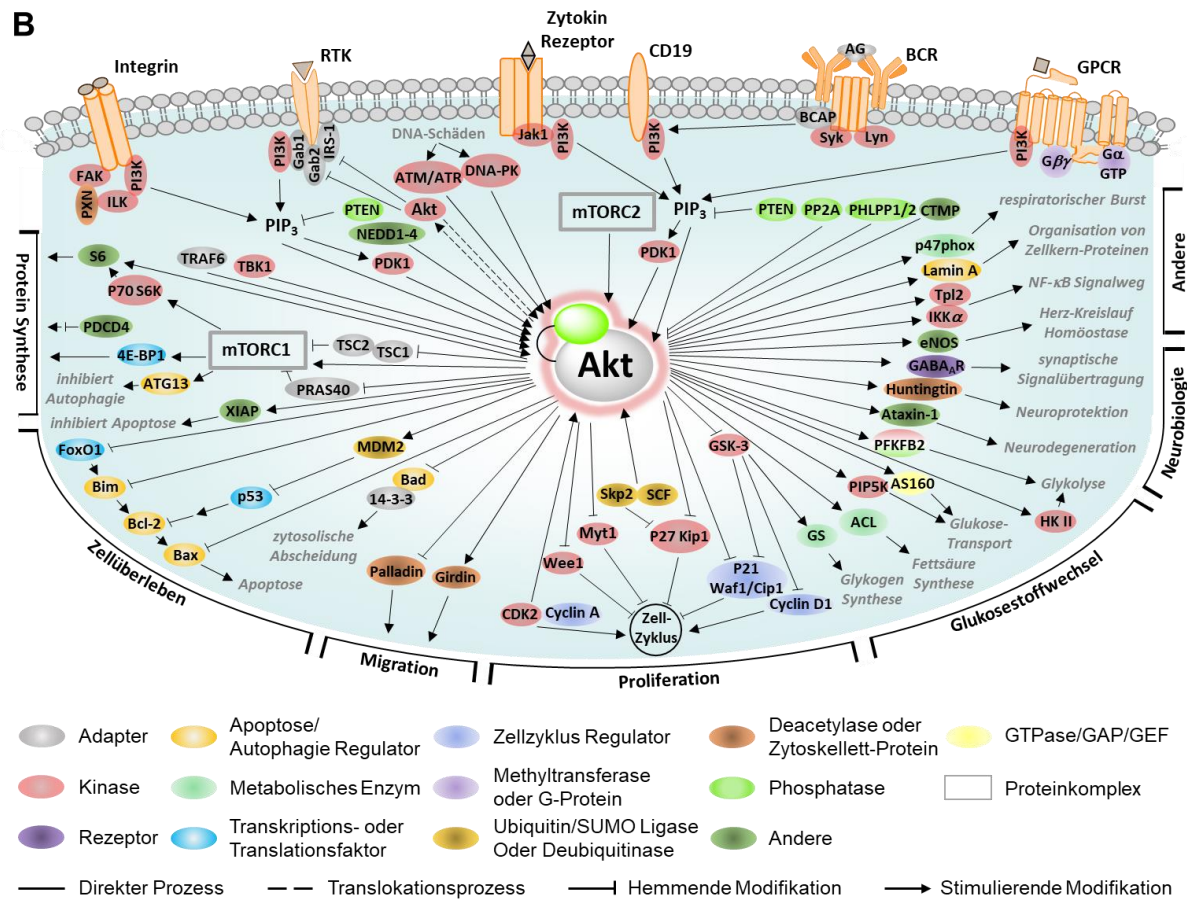 B
Integrin
RTK
Zytokin
Rezeptor
CD19
AG
BCR
GPCR
FAK
PXN
ILK
PI3K
PI3K
Gab1
Gab2
IRS-1
DNA-Schäden
ATM/ATR
DNA-PK
Jak1
PI3K
PI3K
BCAP
Syk
Lyn
PI3K
Gβγ
Gα
GTP
PIP3
PTEN
Akt
NEDD1-4
PDK1
mTORC2
PIP3
PDK1
PTEN
PP2A
PHLPP1/2
CTMP
respiratorischer Burst
p47phox
Organisation von
Zellkern-Proteinen
Lamin A
Tpl2
NF-κB Signalweg
IKKα
Herz-Kreislauf
Homöostase
eNOS
GABAAR
synaptische
Signalübertragung
Huntingtin
Neuroprotektion
Ataxin-1
Neurodegeneration
Andere
Neurobiologie
Protein Synthese
S6
TRAF6
TBK1
P70 S6K
PDCD4
4E-BP1
mTORC1
TSC2
TSC1
inhibiert
Autophagie
ATG13
PRAS40
XIAP
inhibiert Apoptose
Akt
FoxO1
Bim
Bcl-2
Bax
p53
MDM2
Bad
14-3-3
zytosolische
Abscheidung
Apoptose
Zellüberleben
Palladin
Girdin
Migration
Wee1
Myt1
Skp2
SCF
P27 Kip1
CDK2
Cyclin A
Zell-
Zyklus
P21
Waf1/Cip1
Cyclin D1
Proliferation
GSK-3
PFKFB2
PIP5K
AS160
Glykolyse
HK II
Glukose-
Transport
ACL
GS
Fettsäure
Synthese
Glykogen
Synthese
Glukosestoffwechsel
Adapter
Apoptose/
Autophagie Regulator
Zellzyklus Regulator
Deacetylase oder
Zytoskellett-Protein
GTPase/GAP/GEF
Kinase
Metabolisches Enzym
Methyltransferase
oder G-Protein
Phosphatase
Proteinkomplex
Rezeptor
Transkriptions- oder
Translationsfaktor
Ubiquitin/SUMO Ligase
Oder Deubiquitinase
Andere
Direkter Prozess
Translokationsprozess
Hemmende Modifikation
Stimulierende Modifikation